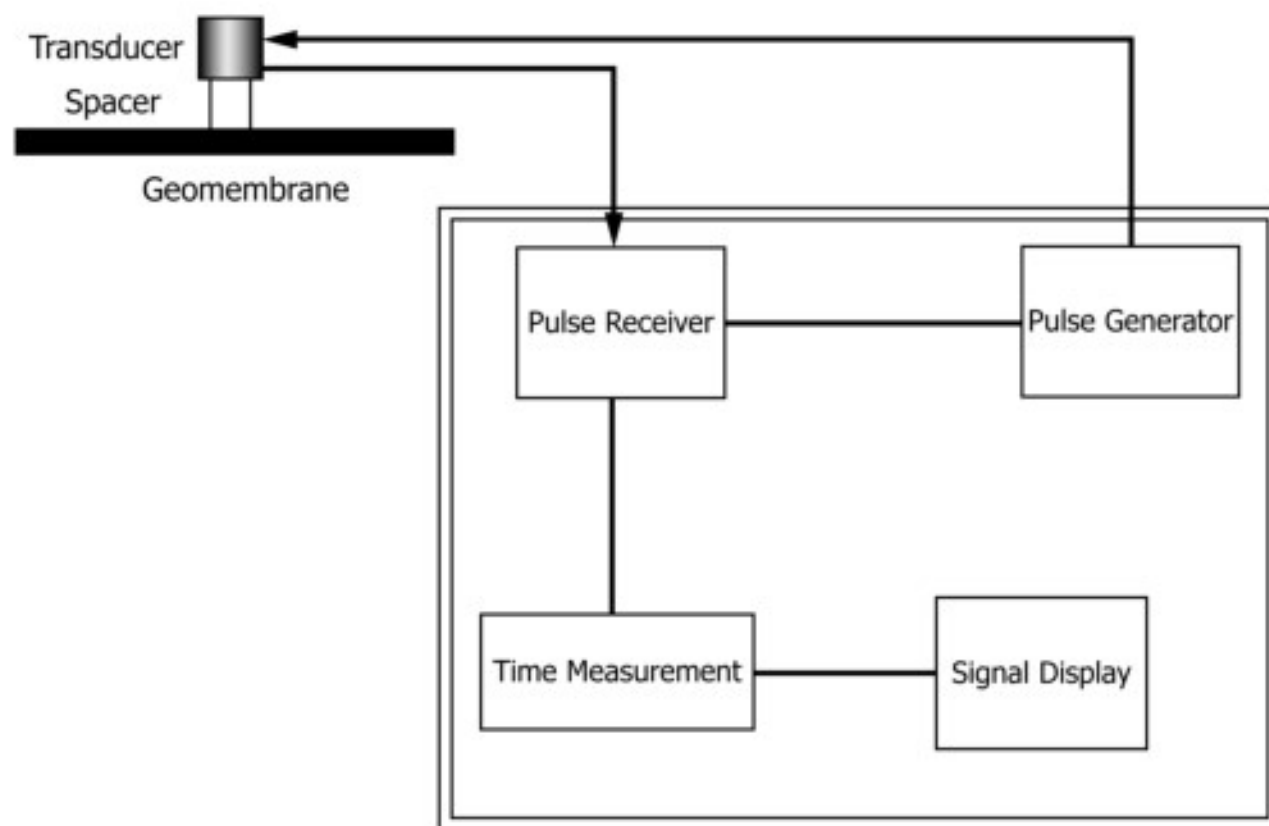 Transducer
Spacer
Geomembrane
Pulse Receiver
Pulse Generator
Time Measurement
Signal Display